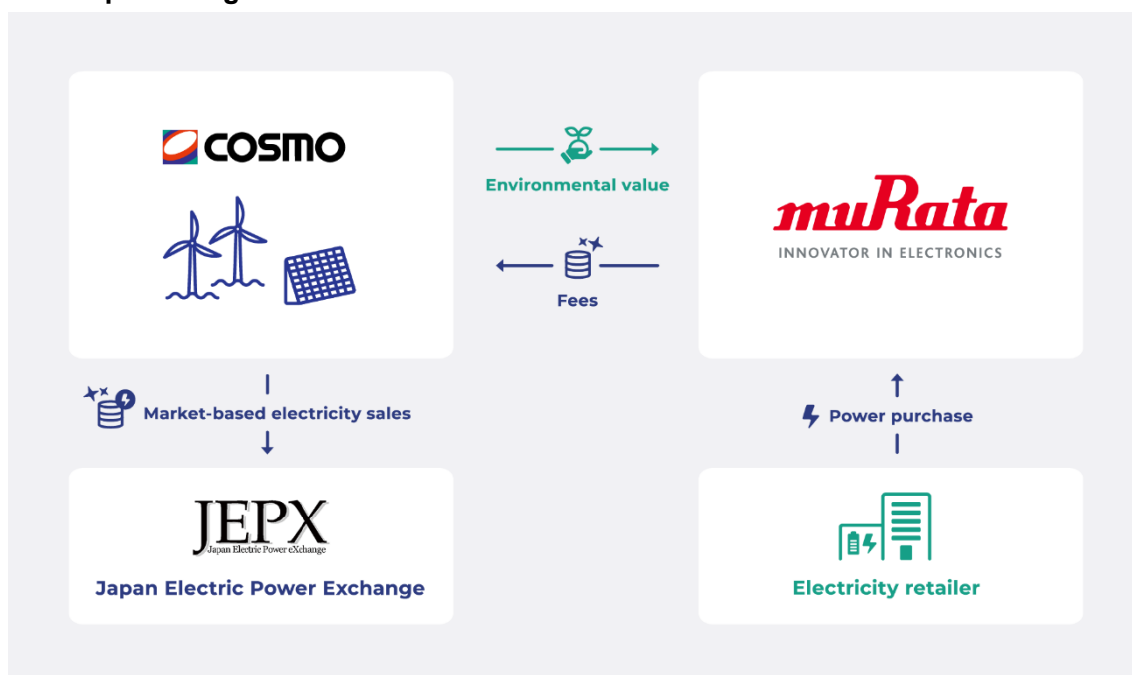 COSMO
Environmental value
muRata
INNOVATOR IN ELECTRONICS
Fees
Market-based electricity sales
Power purchase
JEPX
Japan Electric Power eXchange
Japan Electric Power Exchange
Electricity retailer